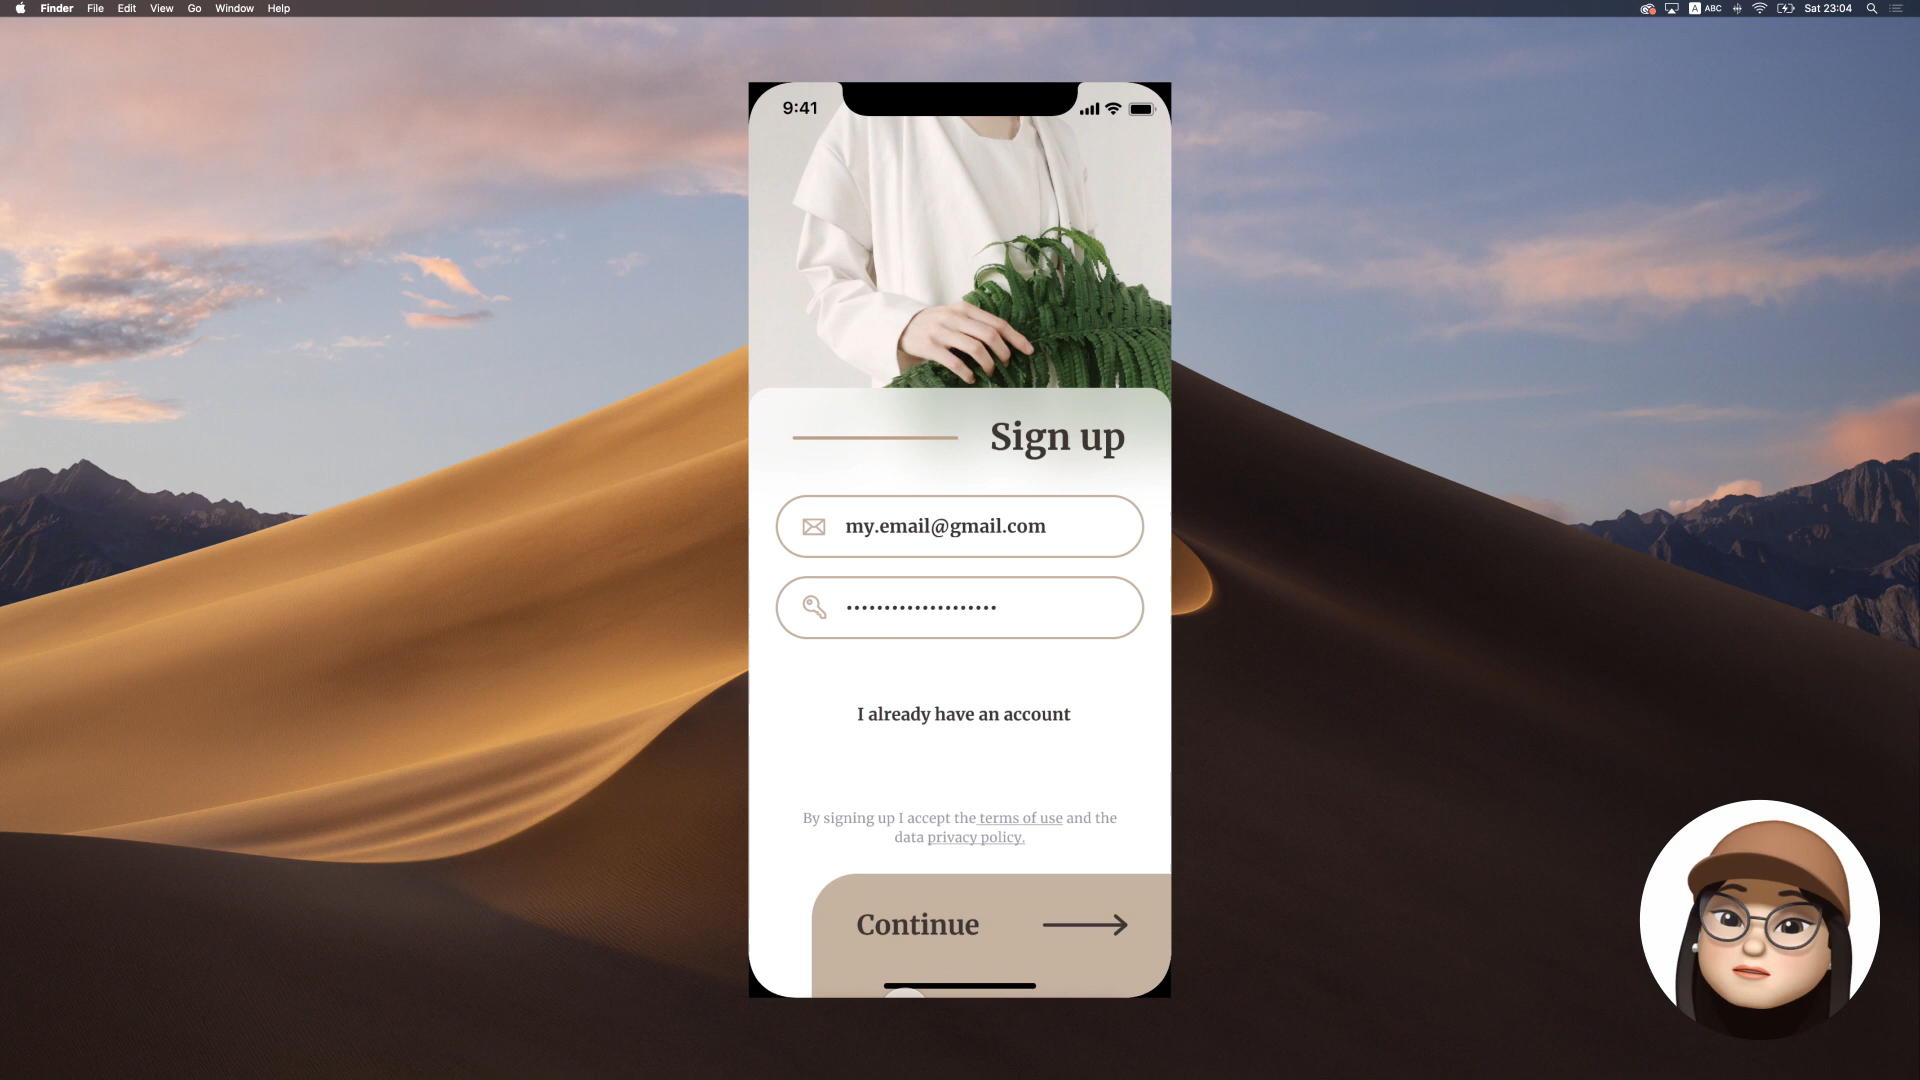 Finder File Edit View Go Window Help
A ABC Sat 23:04
9:41
Sign up
my.email@gmail.com
••••••••••••••••••••
I already have an account
By signing up I accept the terms of use and the
data privacy policy.
Continue